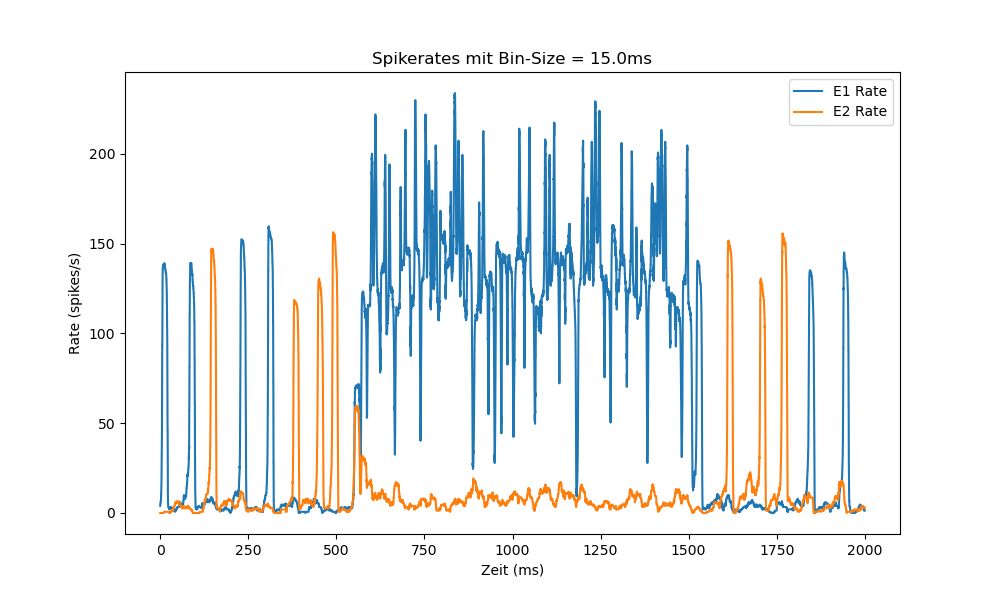 Spikerates mit Bin-Size = 15.0ms
E1 Rate
E2 Rate
200
150
100
50
0
Rate (spikes/s)
0 250 500 750 1000 1250 1500 1750 2000
Zeit (ms)